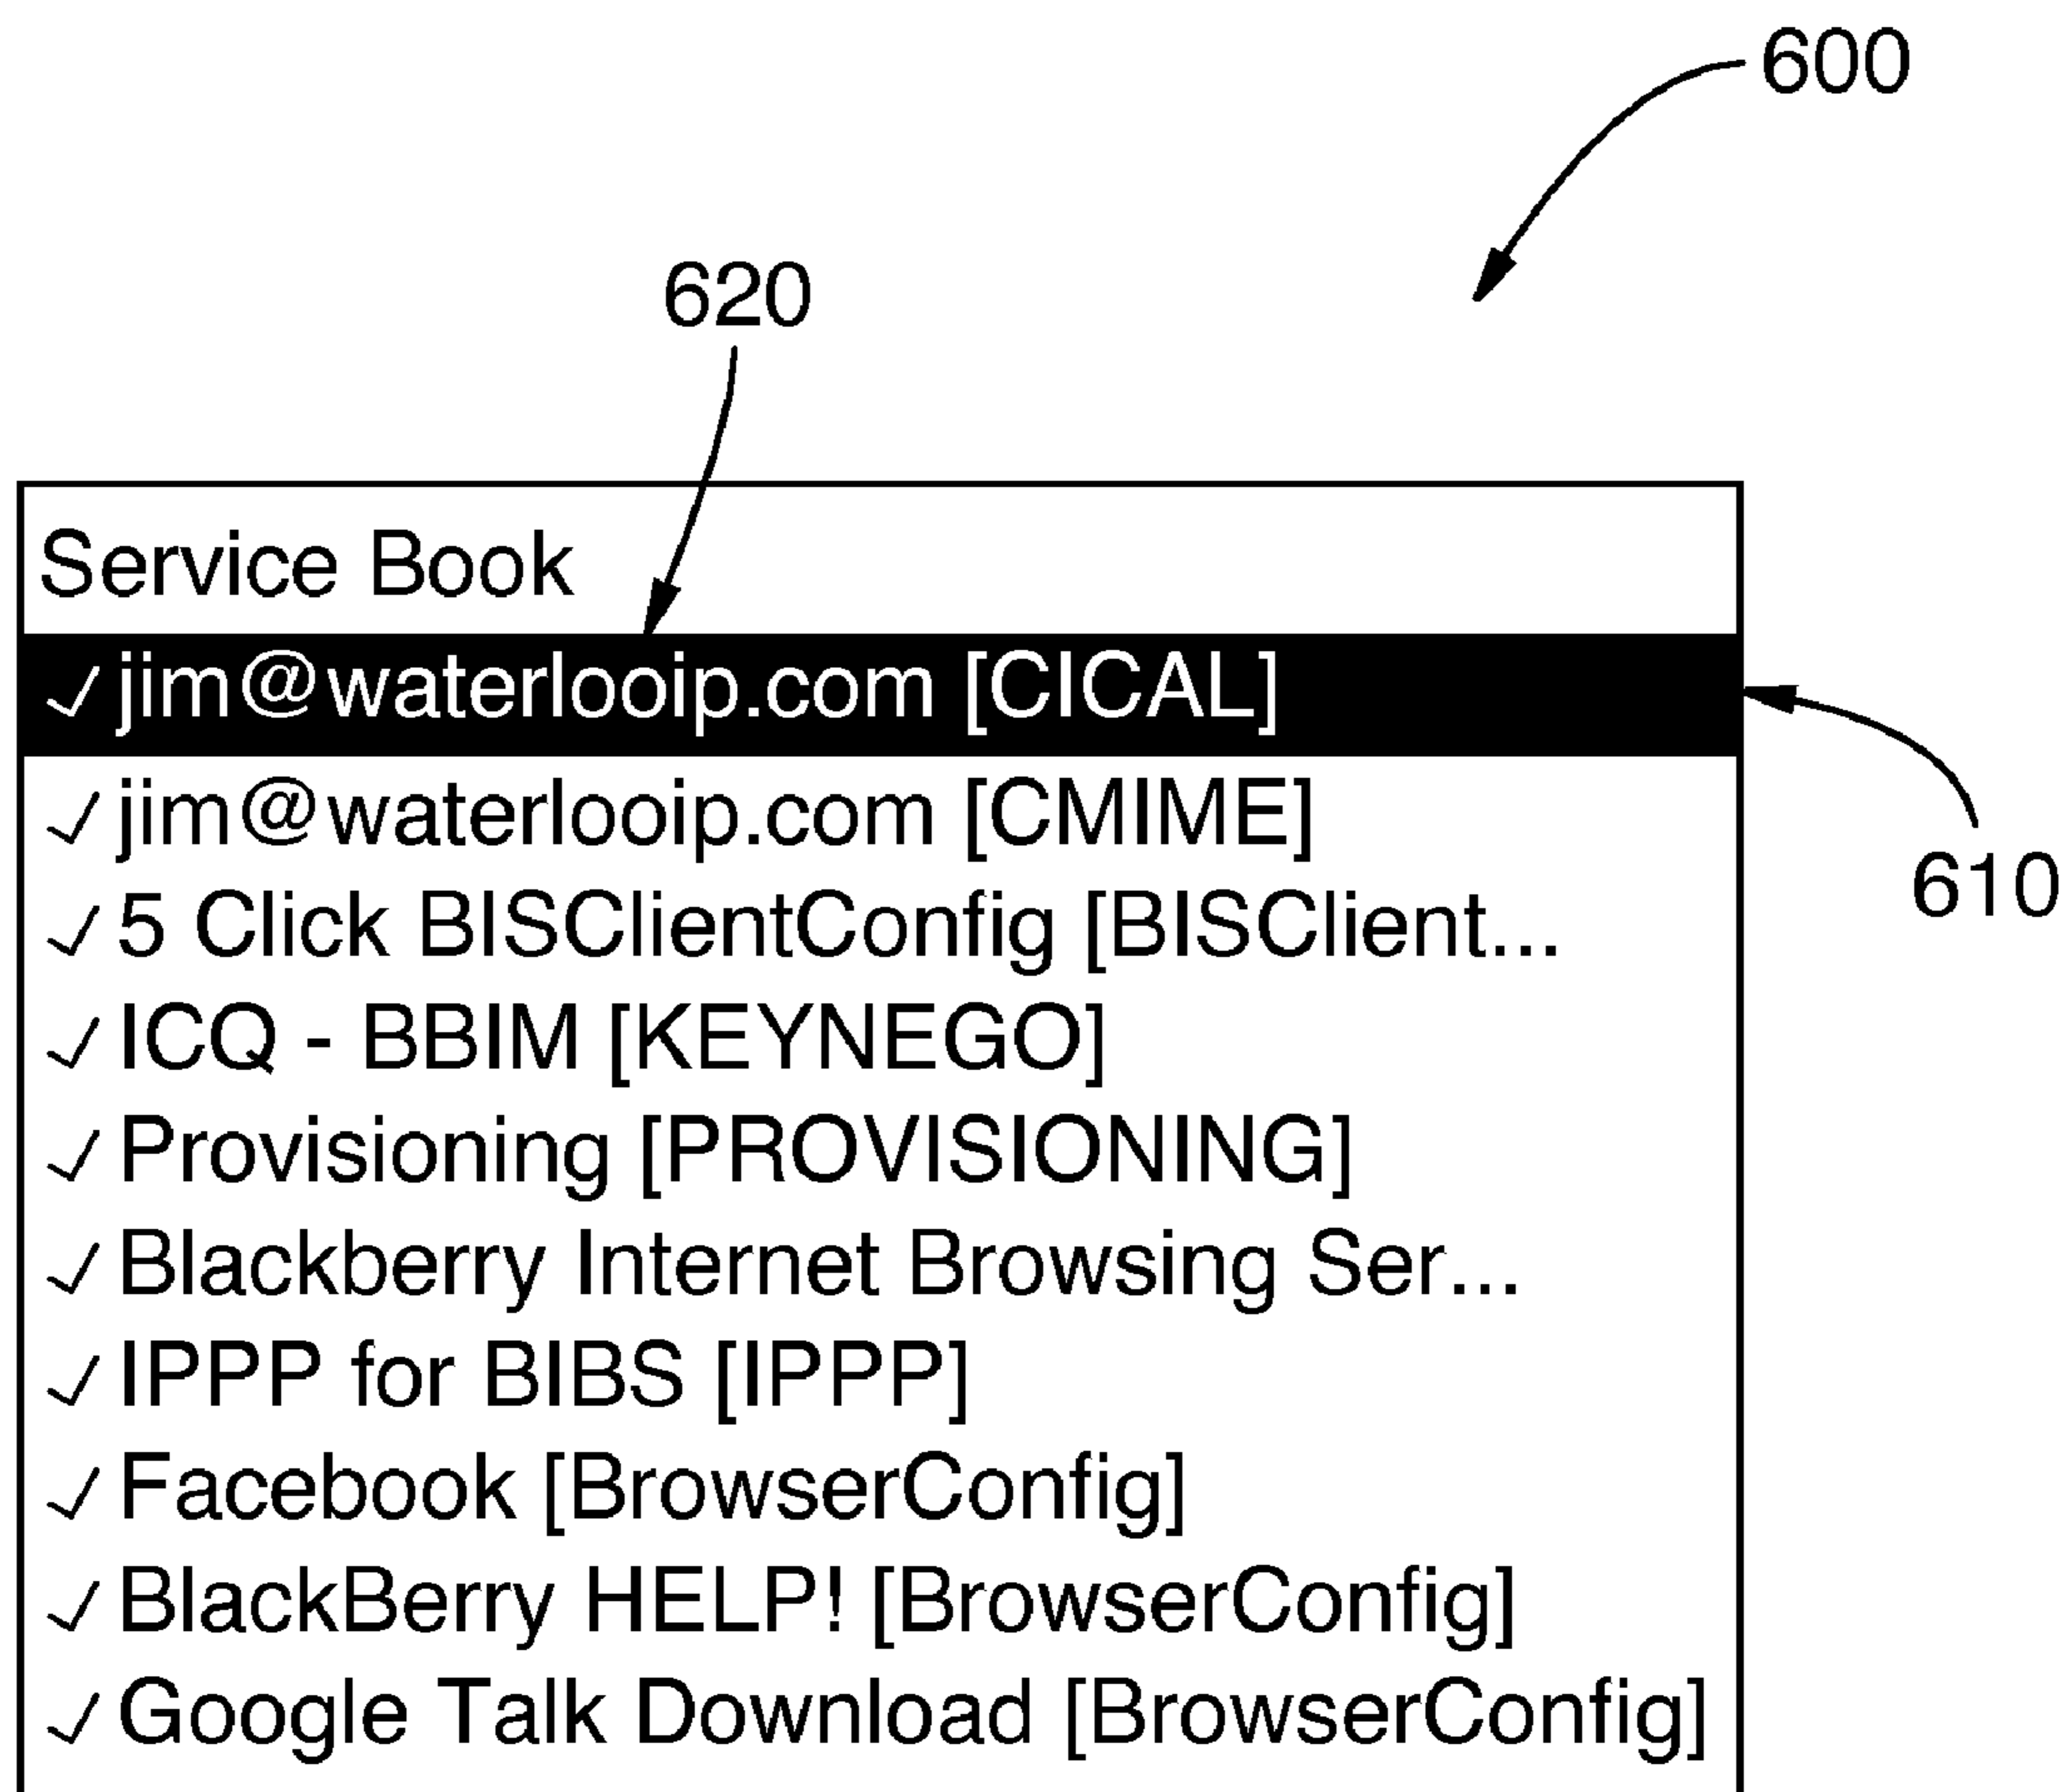 600
620
Service Book
✓ jim@waterlooip.com [CICAL]
✓ jim@waterlooip.com [CMIME]
610
✓ 5 Click BISClientConfig [BISClient...
✓ ICQ - BBIM [KEYNEGO]
✓ Provisioning [PROVISIONING]
✓ Blackberry Internet Browsing Ser...
✓ IPPP for BIBS [IPPP]
✓ Facebook [BrowserConfig]
✓ BlackBerry HELP! [BrowserConfig]
✓ Google Talk Download [BrowserConfig]